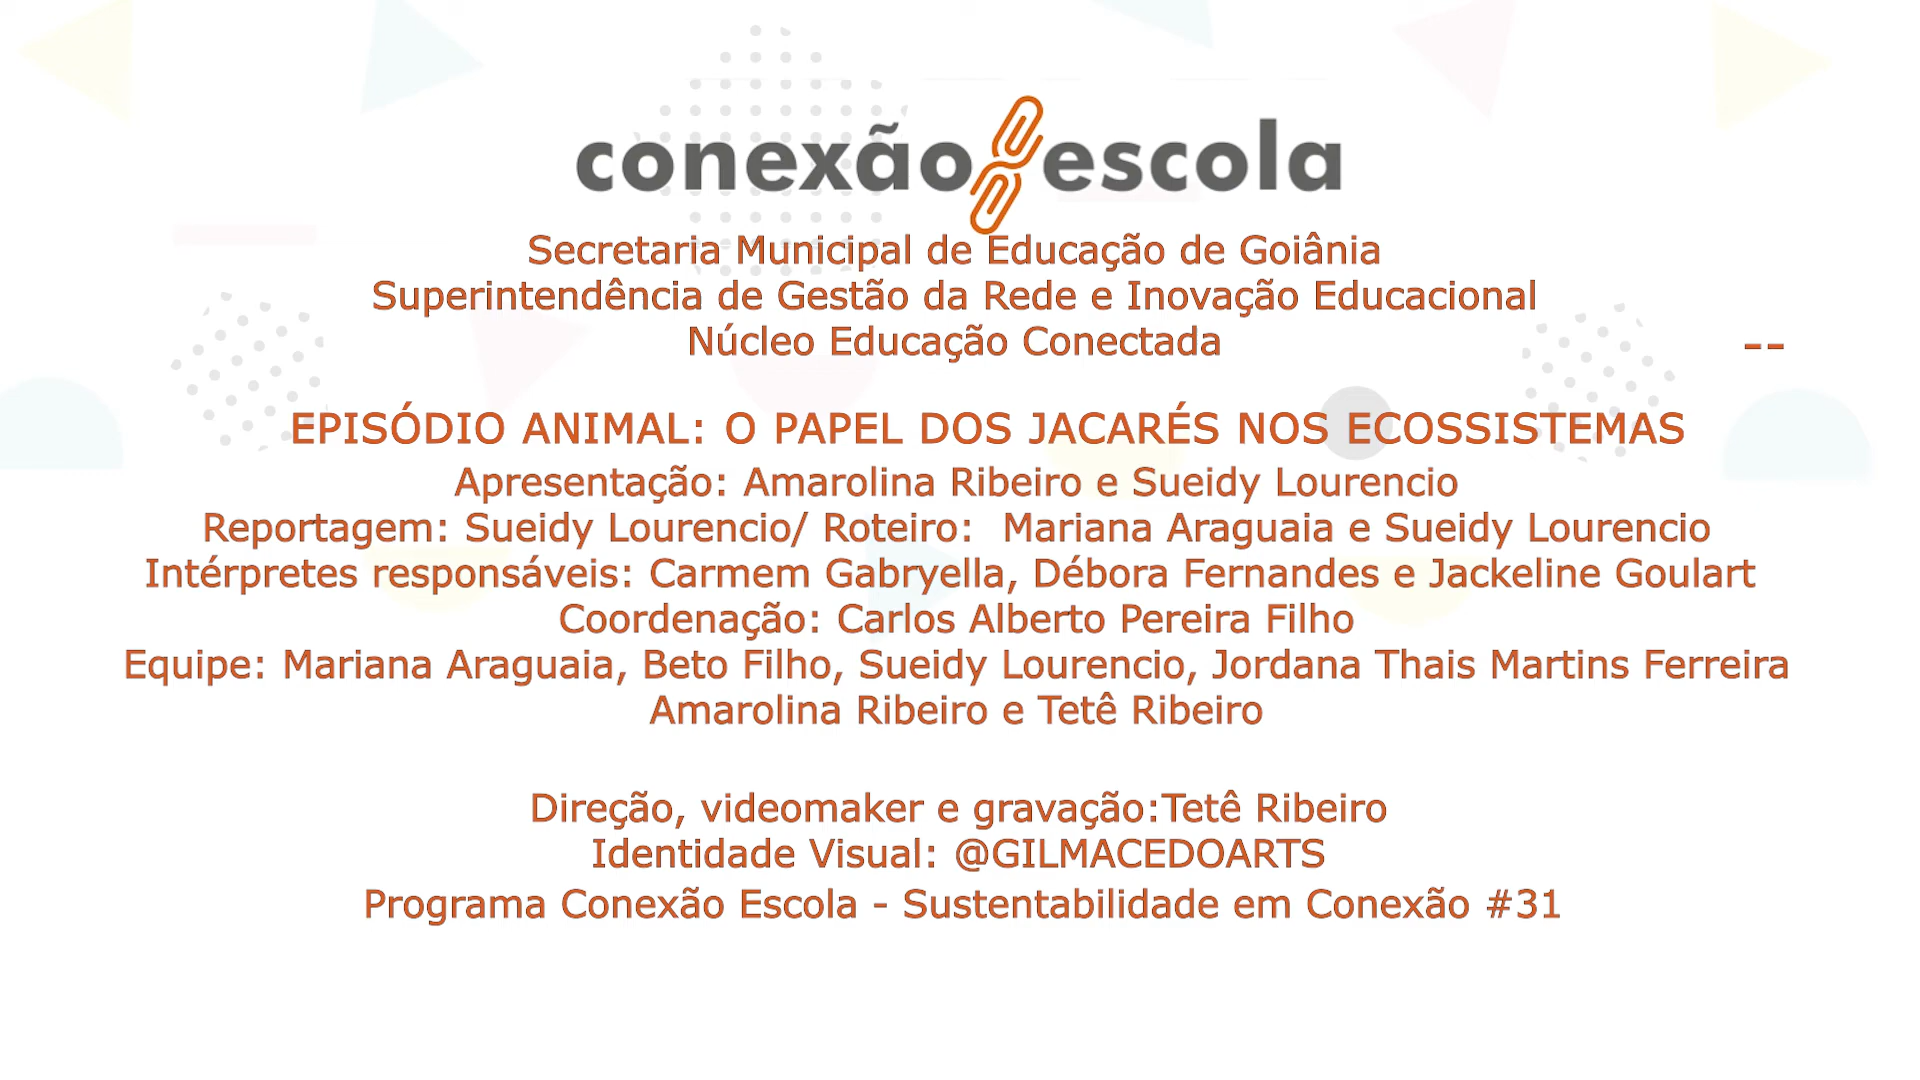 conexão escola
Secretaria Municipal de Educação de Goiânia
Superintendência de Gestão da Rede e Inovação Educacional
Núcleo Educação Conectada
--
EPISÓDIO ANIMAL: O PAPEL DOS JACARÉS NOS ECOSSISTEMAS
Apresentação: Amarolina Ribeiro e Sueidy Lourencio
Reportagem: Sueidy Lourencio/ Roteiro:  Mariana Araguaia e Sueidy Lourencio
Intérpretes responsáveis: Carmem Gabryella, Débora Fernandes e Jackeline Goulart
Coordenação: Carlos Alberto Pereira Filho
Equipe: Mariana Araguaia, Beto Filho, Sueidy Lourencio, Jordana Thais Martins Ferreira
Amarolina Ribeiro e Tetê Ribeiro
Direção, videomaker e gravação:Tetê Ribeiro
Identidade Visual: @GILMACEDOARTS
Programa Conexão Escola - Sustentabilidade em Conexão #31